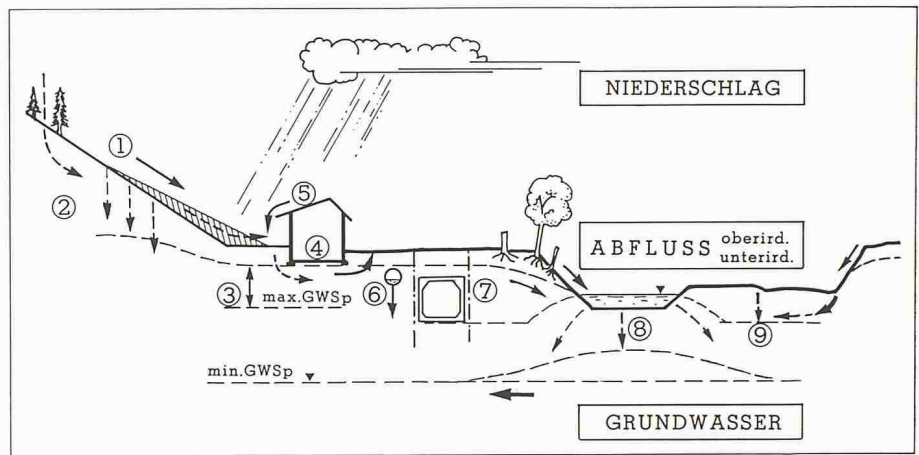 NIEDERSCHLAG
①
②
⑤
④
ABFLUSS oberird.
unterird.
③
max.GWSp
⑥
⑦
⑧
⑨
min.GWSp
GRUNDWASSER